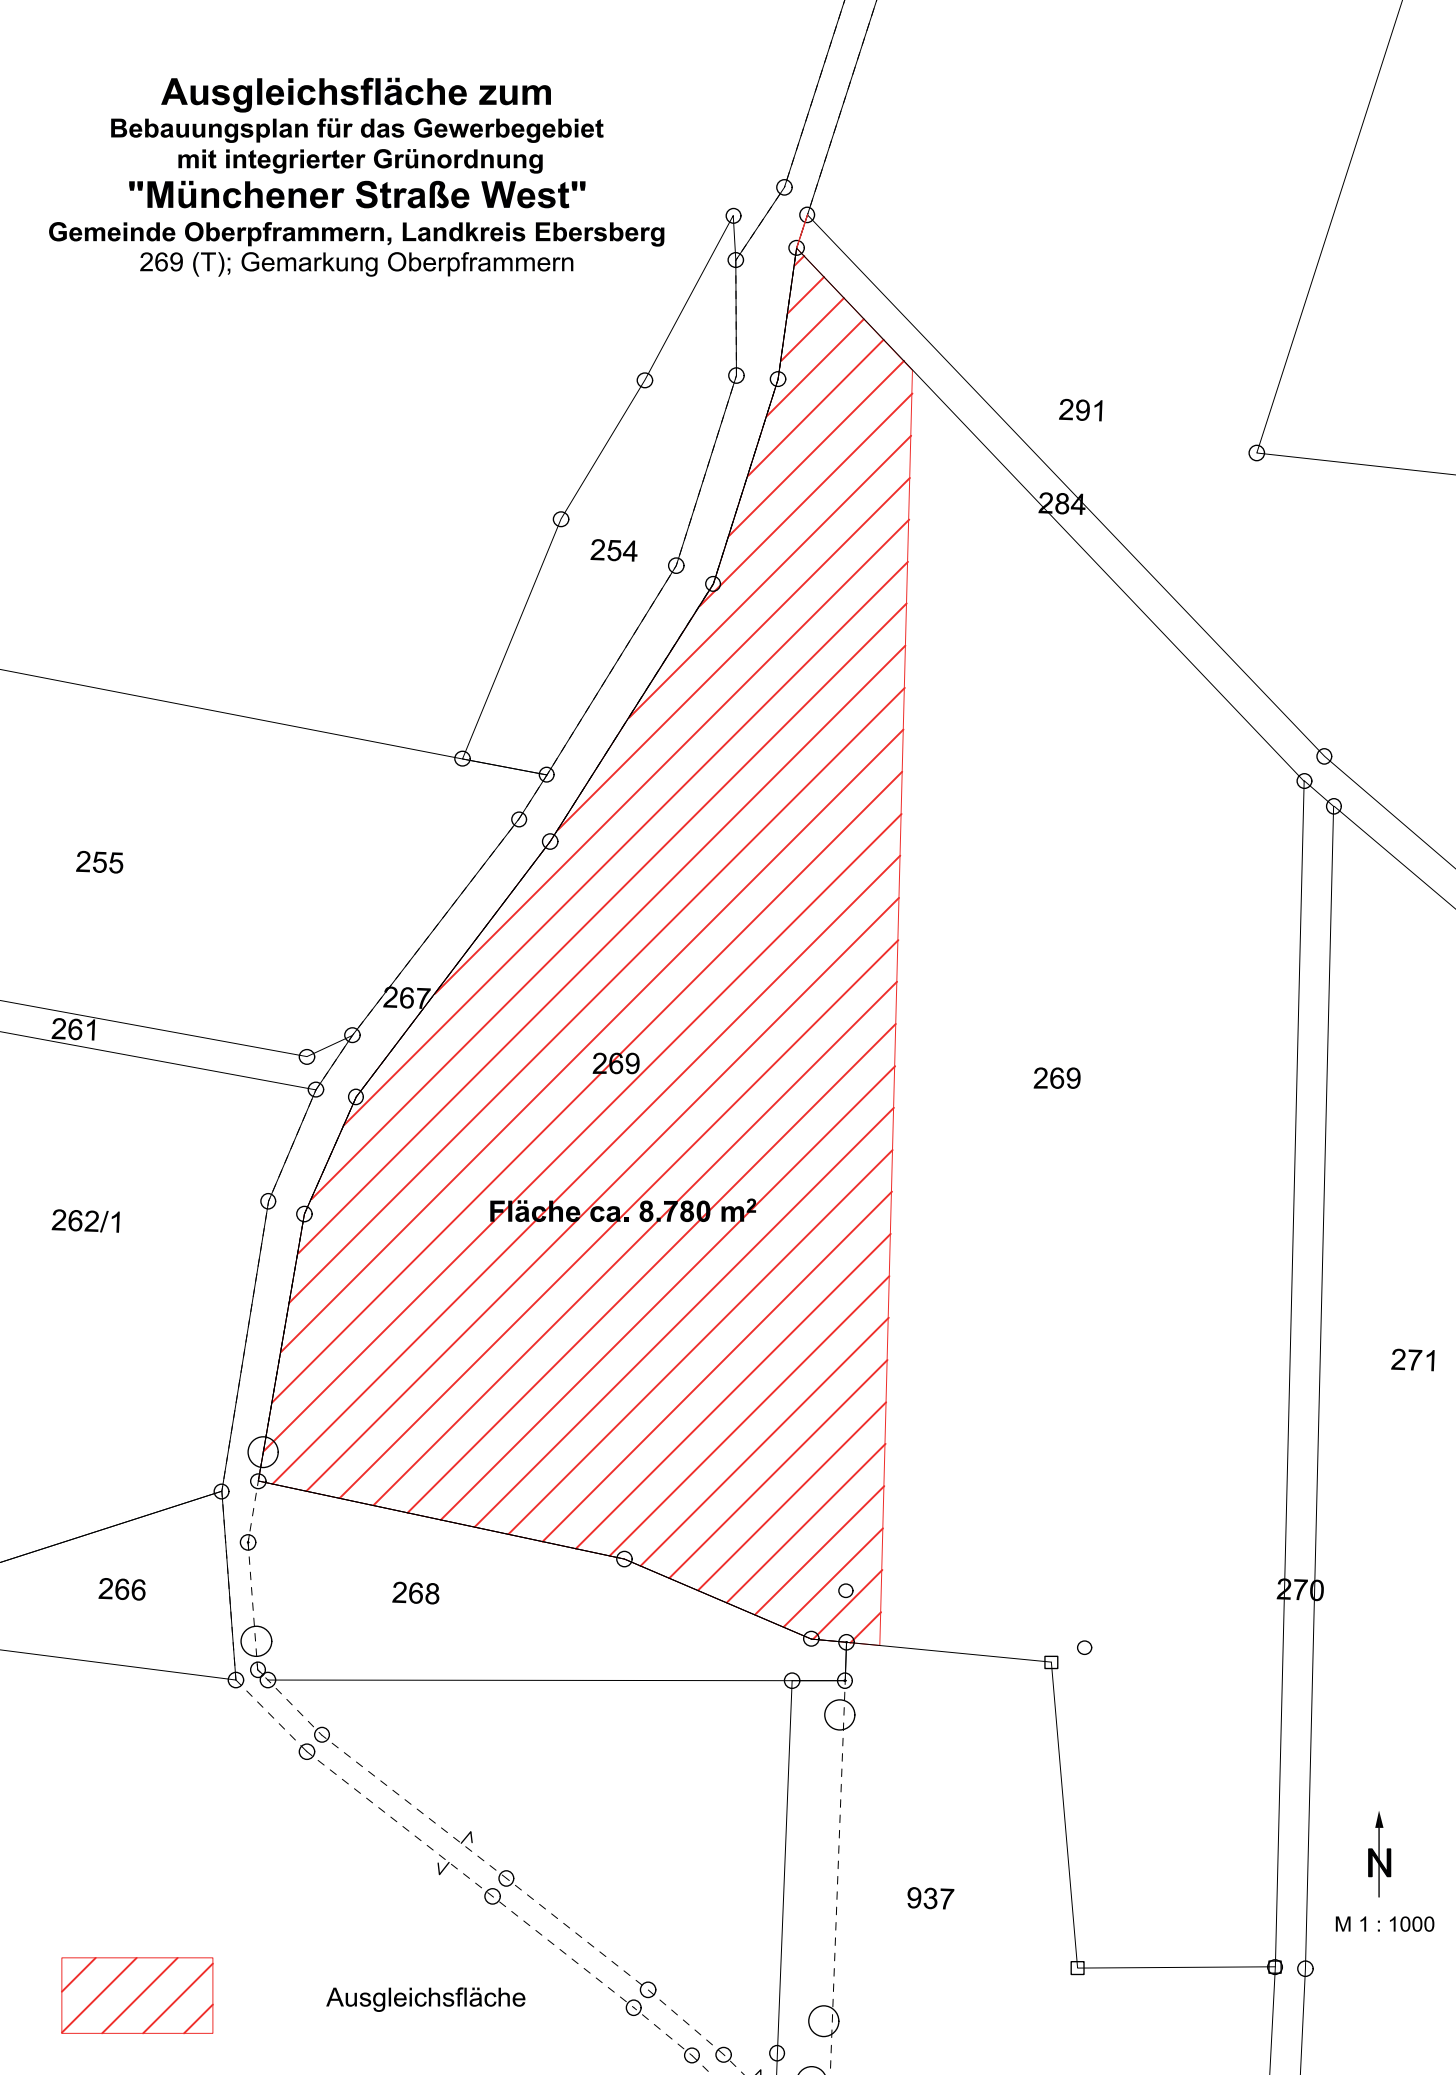 Ausgleichsfläche zum
Bebauungsplan für das Gewerbegebiet
mit integrierter Grünordnung
"Münchener Straße West"
Gemeinde Oberpframmern, Landkreis Ebersberg
269 (T); Gemarkung Oberpframmern
291
284
254
255
267
261
269
269
Fläche ca. 8.780 m²
262/1
271
266
268
270
937
N
M 1 : 1000
Ausgleichsfläche